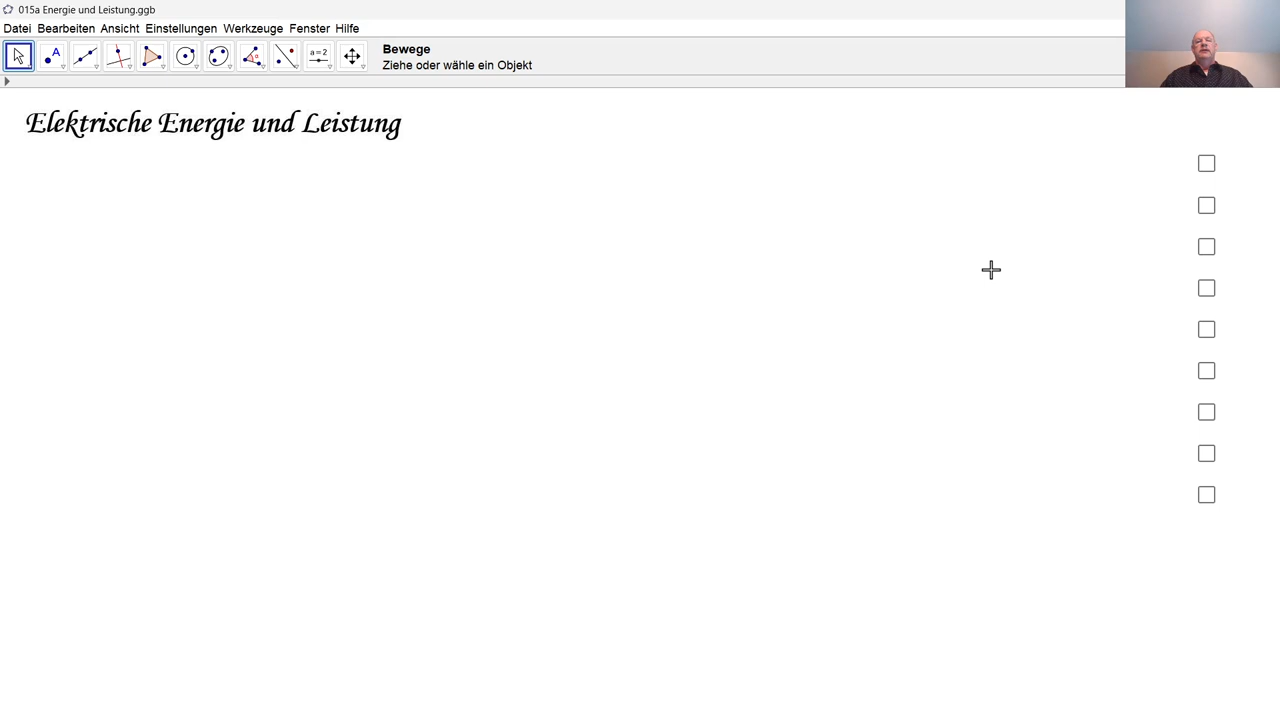 015a Energie und Leistung.ggb
Datei Bearbeiten Ansicht Einstellungen Werkzeuge Fenster Hilfe
A
α
a=2
Bewege
Ziehe oder wähle ein Objekt
Elektrische Energie und Leistung